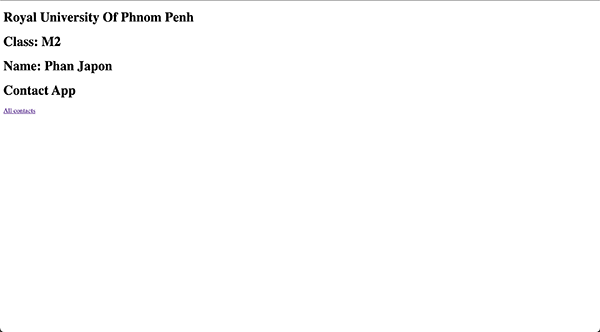 Royal University Of Phnom Penh
Class: M2
Name: Phan Japon
Contact App
All contacts